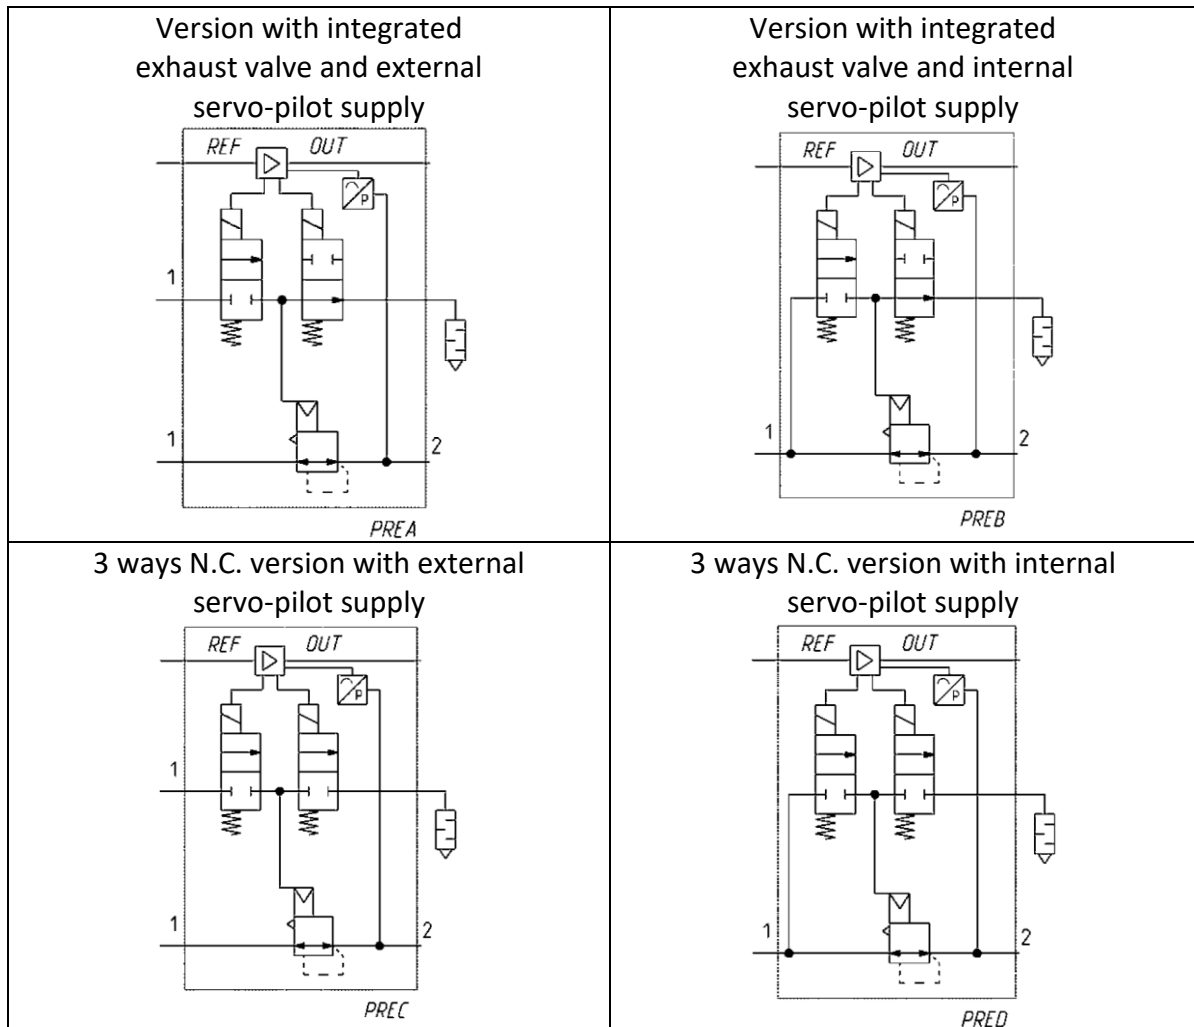 Version with integrated
exhaust valve and external
servo-pilot supply
REF OUT
P
1
1
2
PREA
Version with integrated
exhaust valve and internal
servo-pilot supply
REF OUT
P
1
2
PREB
3 ways N.C. version with external
servo-pilot supply
REF OUT
P
1
1
2
PREC
3 ways N.C. version with internal
servo-pilot supply
REF OUT
P
1
2
PRED